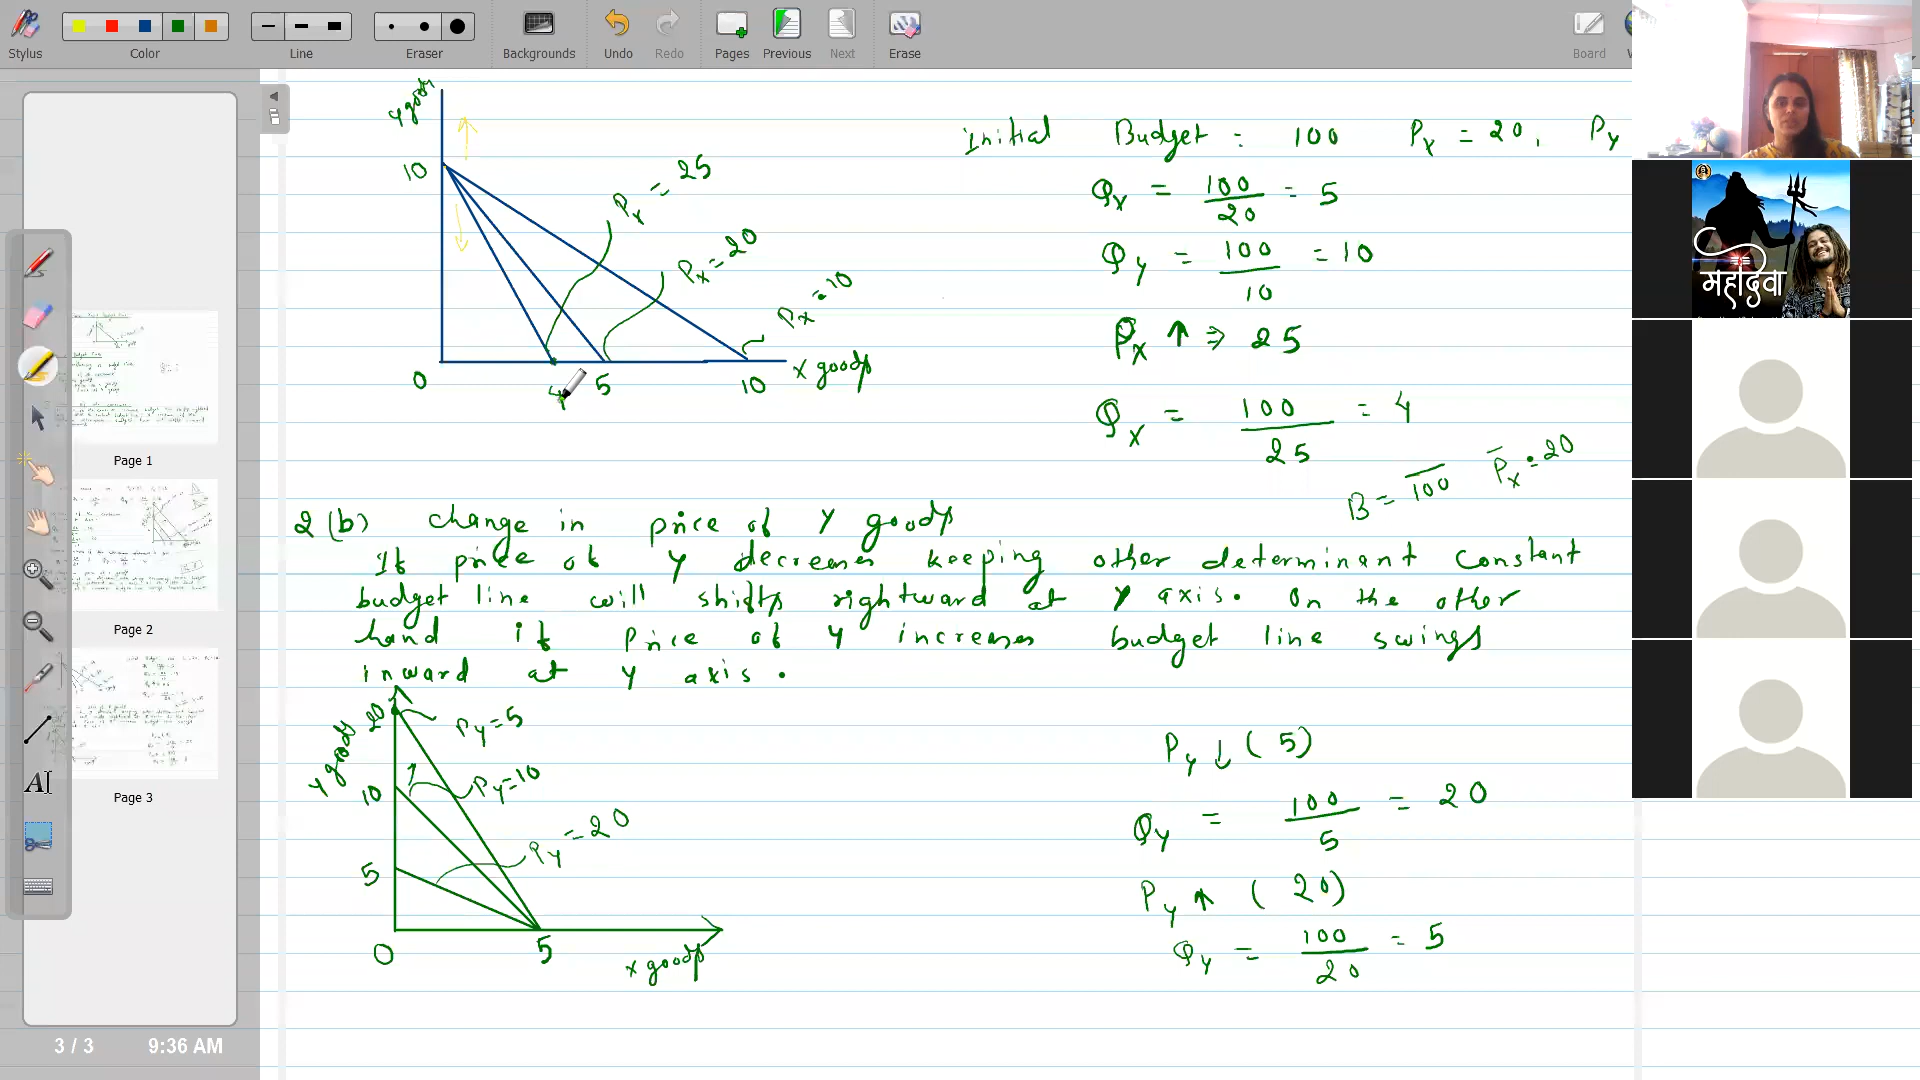 Stylus
Color
Line
Eraser
Backgrounds
Undo
Redo
Pages
Previous
Next
Erase
Board
Y goods
10
Px = 25
Px = 20
Px = 10
0
4
5
10
X goods
Initial Budget : 100 Px = 20, Py
Qx = 100/20 = 5
Qy = 100/10 = 10
Px ↑ ⇒ 25
Qx = 100/25 = 4
B = 100 Px = 20
2(b) change in price of Y goods
If price of Y decreases keeping other determinant constant
budget line will shifts rightward at Y axis. On the other
hand if Price of Y increases budget line swings
inward at Y axis.
Y goods
20
Py = 5
10
Py = 10
5
Py = 20
0
5
X goods
Py ↓ (5)
Qy = 100/5 = 20
Py ↑ (20)
Qy = 100/20 = 5
Page 1
Page 2
Page 3
3 / 3
9:36 AM
महादेवा